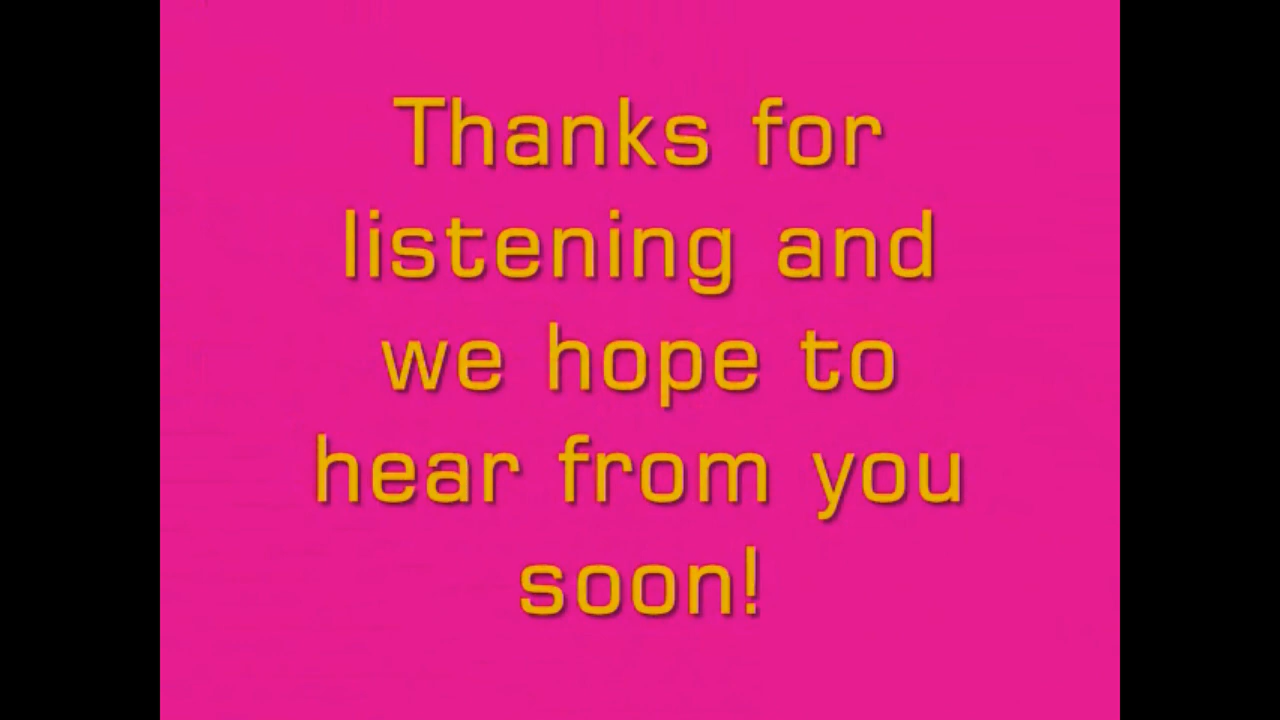 Thanks for
listening and
we hope to
hear from you
soon!